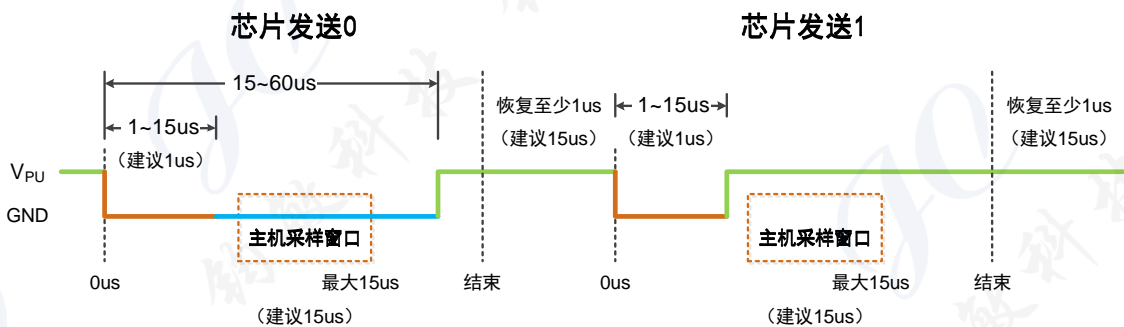 芯片发送0
芯片发送1
15~60us
恢复至少1us
1~15us
恢复至少1us
1~15us
（建议15us）
（建议1us）
（建议15us）
（建议1us）
VPU
GND
主机采样窗口
主机采样窗口
0us
最大15us
结束
0us
最大15us
结束
（建议15us）
（建议15us）